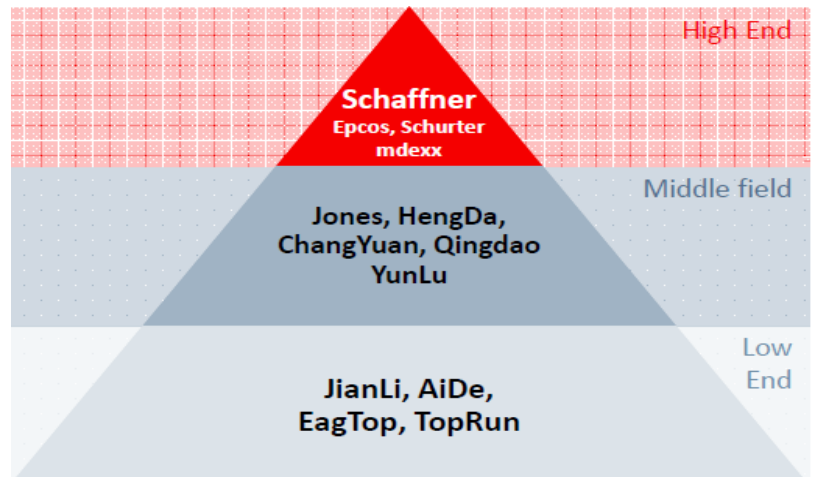 High End
Schaffner
Epcos, Schurter
mdexx
Middle field
Jones, HengDa,
ChangYuan, Qingdao
YunLu
Low
End
JianLi, AiDe,
EagTop, TopRun